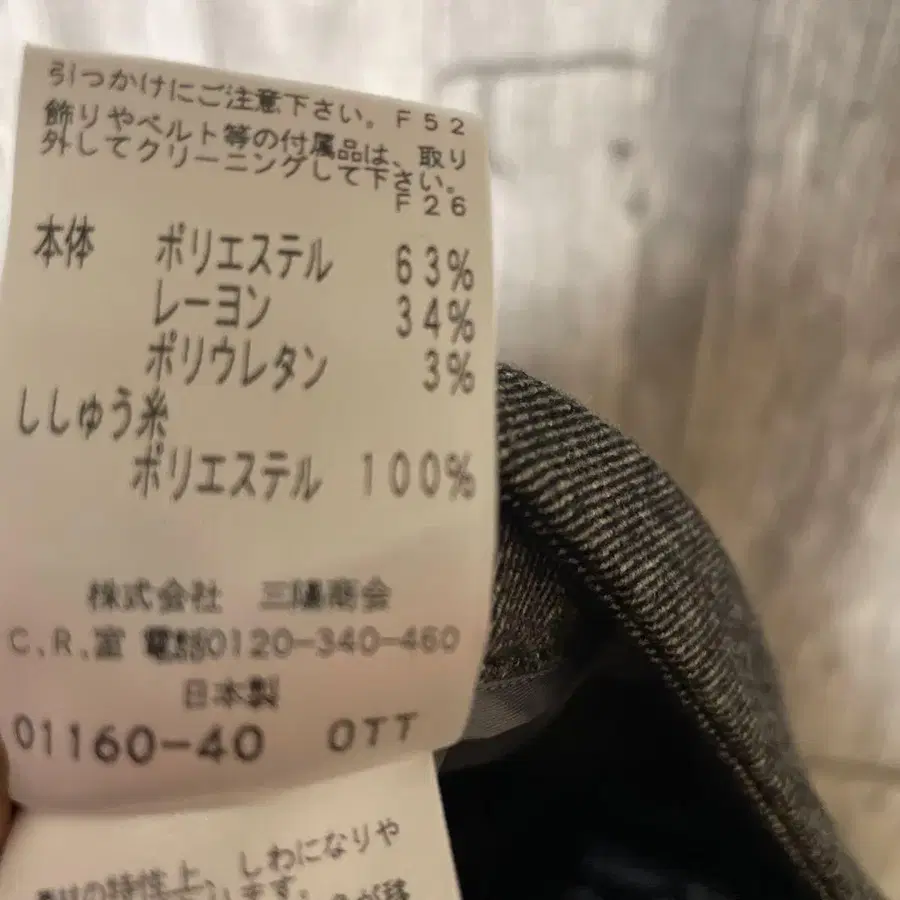 引っかけにご注意下さい。F52
飾りやベルト等の付属品は、取り
外してクリーニングして下さい。
F26
本体 ポリエステル 63%
レーヨン 34%
ポリウレタン 3%
ししゅう糸
ポリエステル 100%
株式会社 三陽商会
C.R.室 電話0120-340-460
日本製
01160-40 OTT
の特性上、しわになりや
ます。